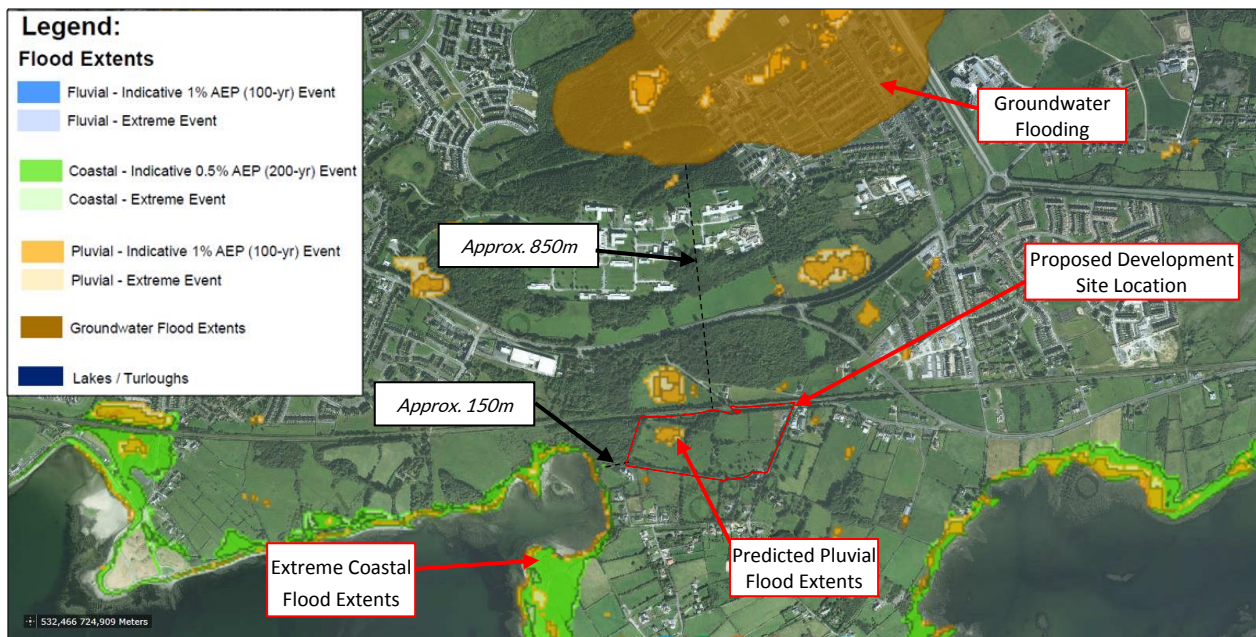 Legend:
Flood Extents
Fluvial - Indicative 1% AEP (100-yr) Event
Fluvial - Extreme Event
Coastal - Indicative 0.5% AEP (200-yr) Event
Coastal - Extreme Event
Pluvial - Indicative 1% AEP (100-yr) Event
Pluvial - Extreme Event
Groundwater Flood Extents
Lakes / Turloughs
Groundwater
Flooding
Approx. 850m
Proposed Development
Site Location
Approx. 150m
Extreme Coastal
Flood Extents
Predicted Pluvial
Flood Extents
532,466 724,909 Meters